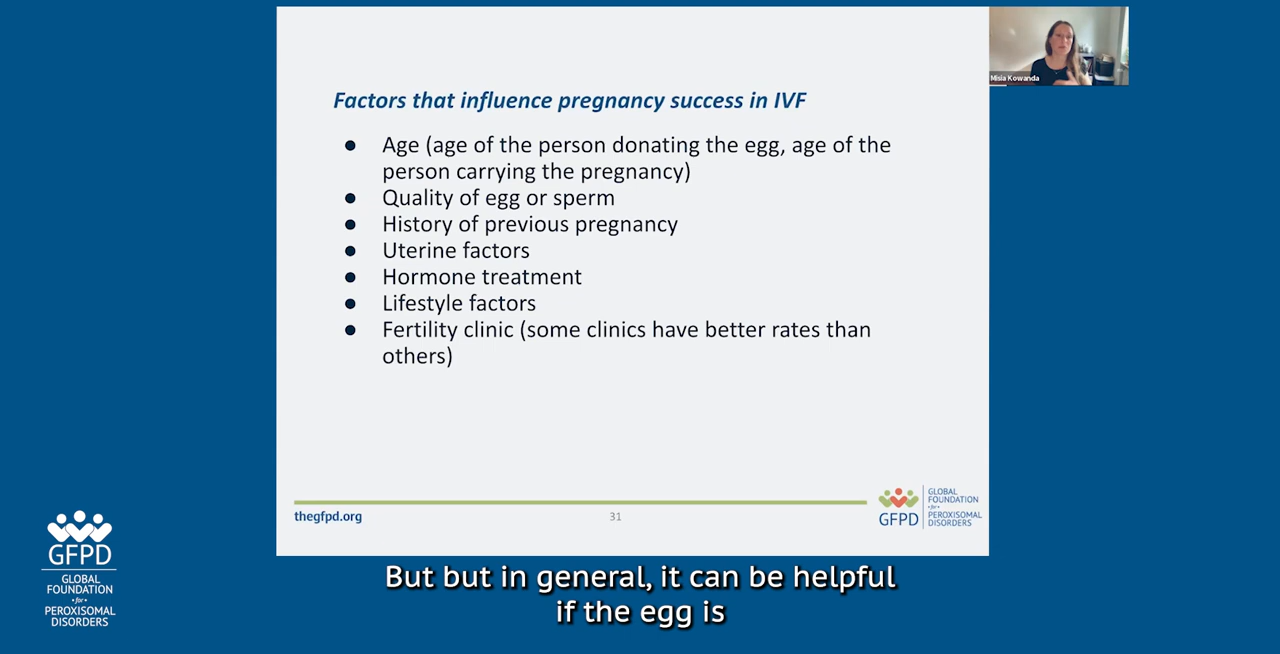 Misia Kowanda
Factors that influence pregnancy success in IVF
● Age (age of the person donating the egg, age of the
person carrying the pregnancy)
● Quality of egg or sperm
● History of previous pregnancy
● Uterine factors
● Hormone treatment
● Lifestyle factors
● Fertility clinic (some clinics have better rates than
others)
thegfpd.org
31
GFPD
GLOBAL
FOUNDATION
for
PEROXISOMAL
DISORDERS
GFPD
GLOBAL
FOUNDATION
for
PEROXISOMAL
DISORDERS
But but in general, it can be helpful
if the egg is